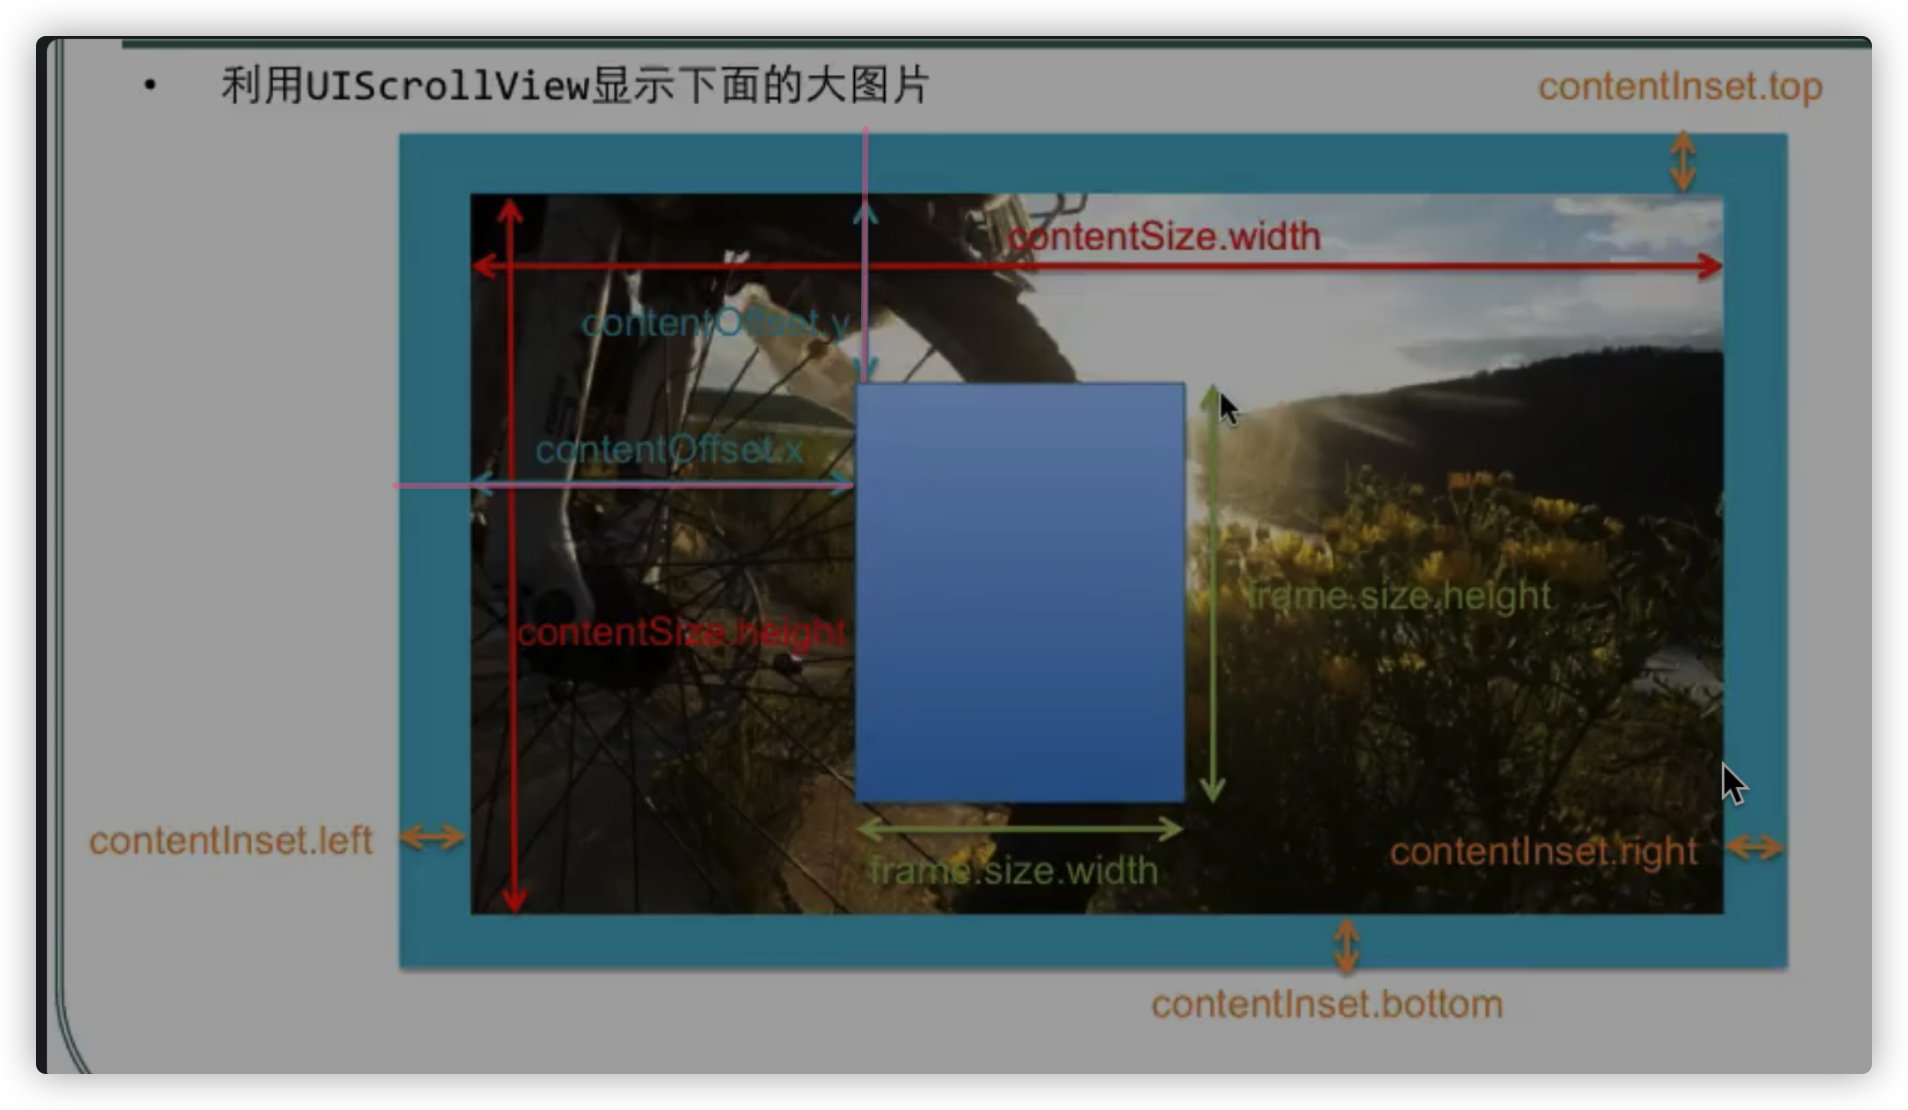 • 利用UIScrollView显示下面的大图片
contentInset.top
contentSize.width
contentOffset.y
contentOffset.x
frame.size.height
contentSize.height
contentInset.left
contentInset.right
frame.size.width
contentInset.bottom